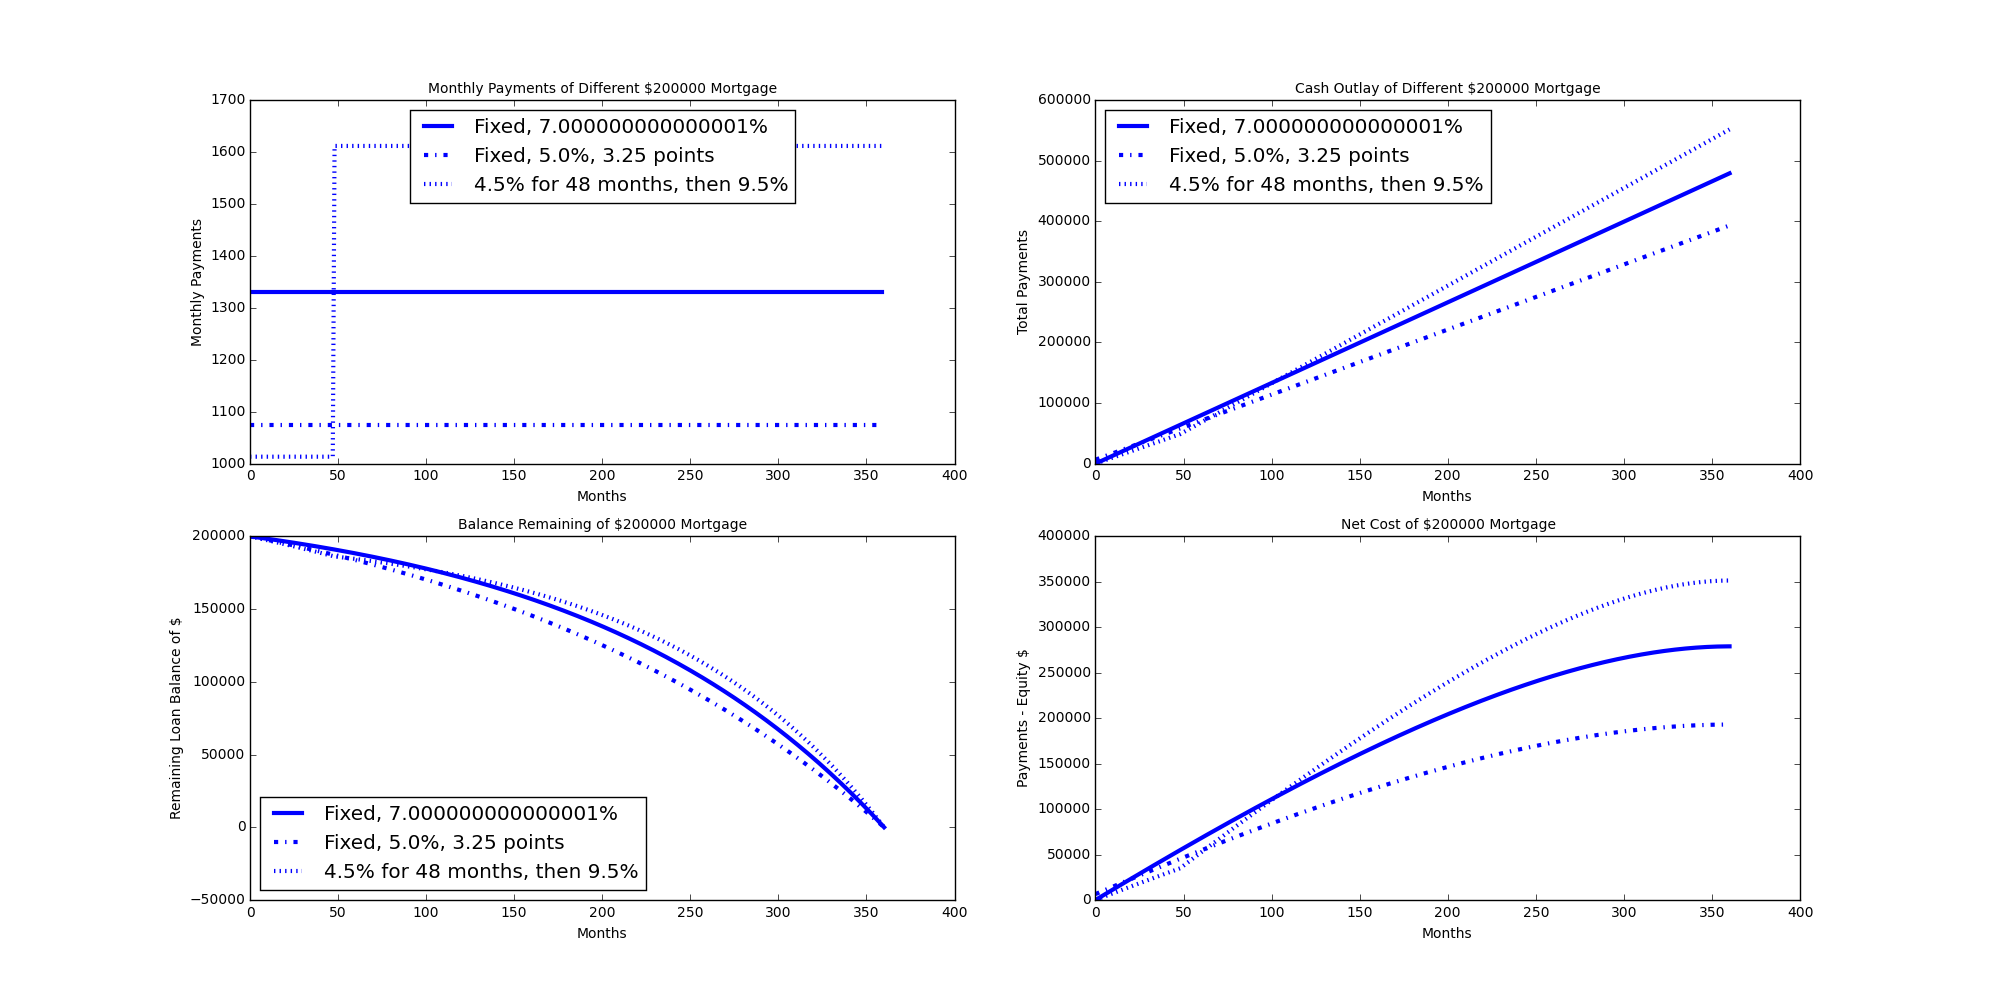 Monthly Payments of Different $200000 Mortgage
1700
1600
1500
1400
1300
1200
1100
1000
Monthly Payments
Fixed, 7.000000000000001%
Fixed, 5.0%, 3.25 points
4.5% for 48 months, then 9.5%
0 50 100 150 200 250 300 350 400
Months
Cash Outlay of Different $200000 Mortgage
600000
500000
400000
300000
200000
100000
0
Total Payments
Fixed, 7.000000000000001%
Fixed, 5.0%, 3.25 points
4.5% for 48 months, then 9.5%
0 50 100 150 200 250 300 350 400
Months
Balance Remaining of $200000 Mortgage
200000
150000
100000
50000
0
−50000
Remaining Loan Balance of $
Fixed, 7.000000000000001%
Fixed, 5.0%, 3.25 points
4.5% for 48 months, then 9.5%
0 50 100 150 200 250 300 350 400
Months
Net Cost of $200000 Mortgage
400000
350000
300000
250000
200000
150000
100000
50000
0
Payments - Equity $
0 50 100 150 200 250 300 350 400
Months